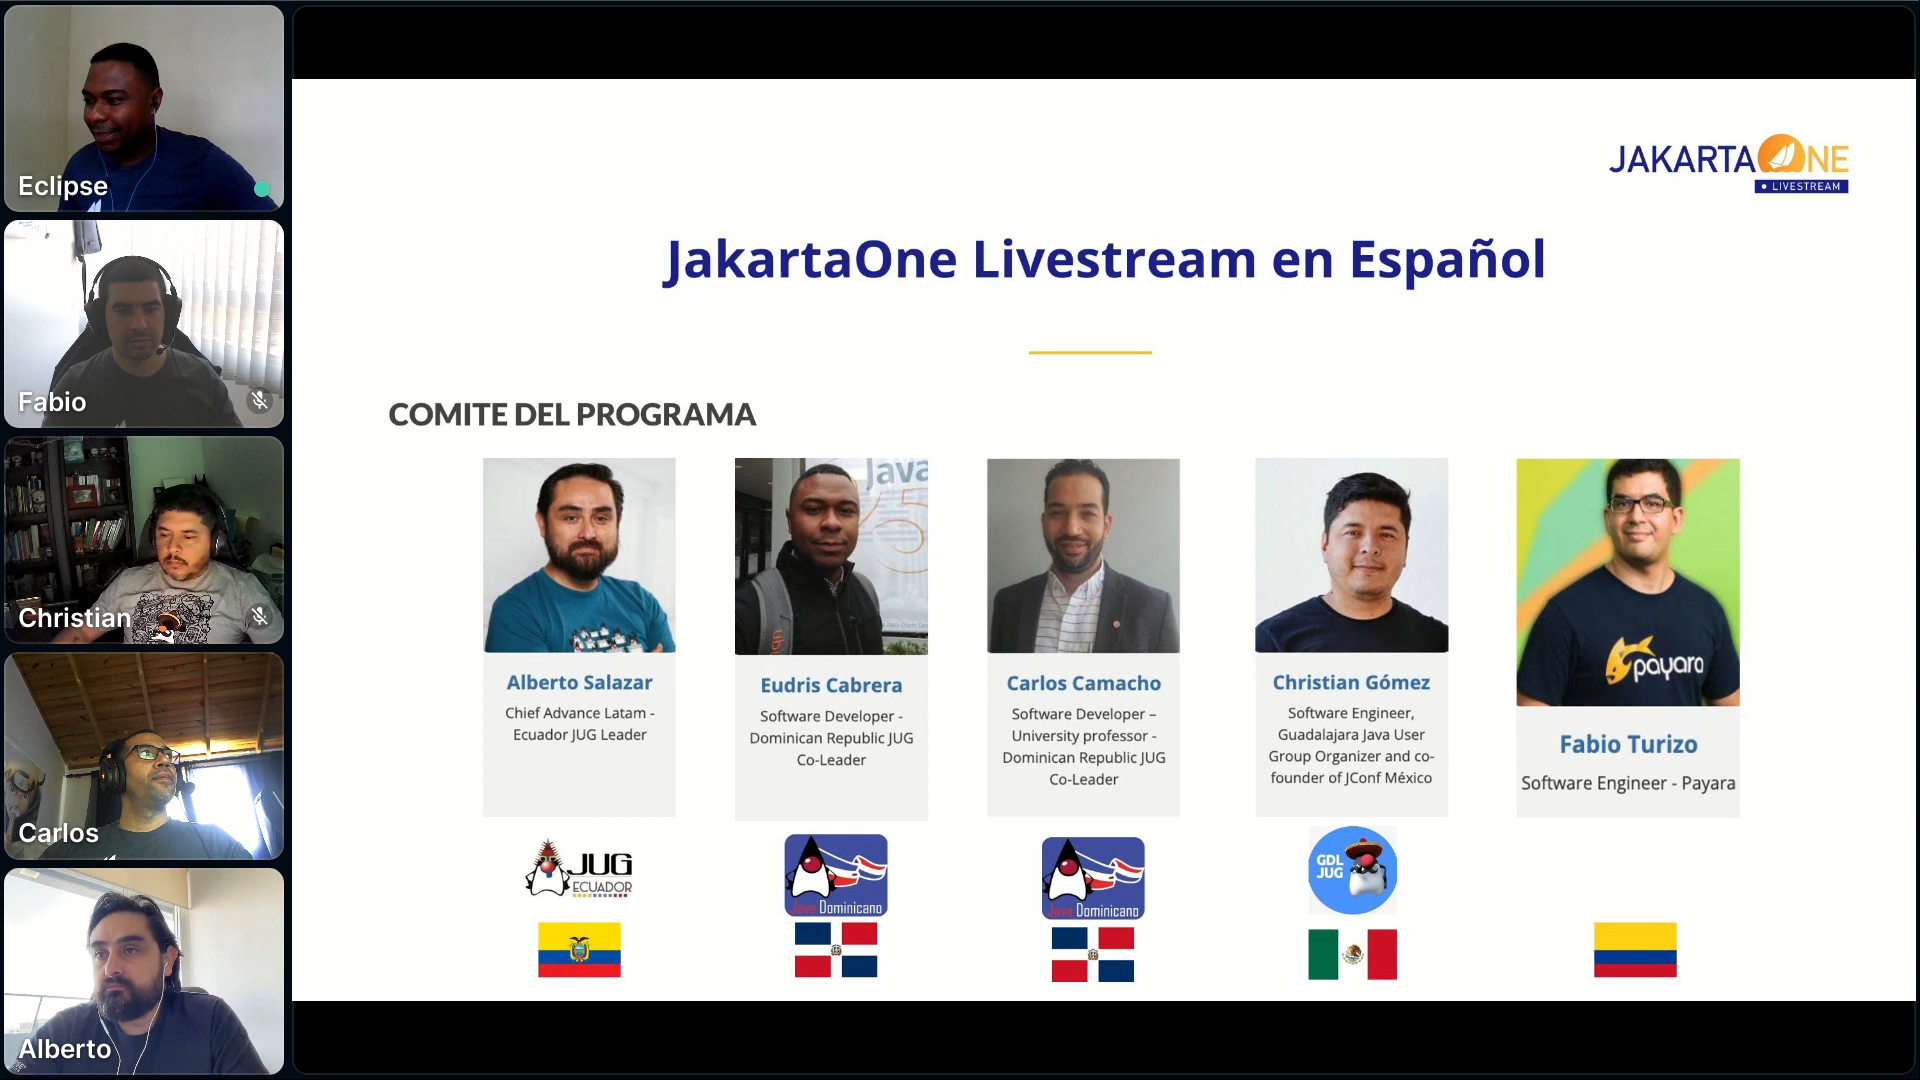 Eclipse
Fabio
Christian
Carlos
Alberto
JAKARTAONE
LIVESTREAM
JakartaOne Livestream en Español
COMITE DEL PROGRAMA
Java
payara
Alberto Salazar
Chief Advance Latam -
Ecuador JUG Leader
Eudris Cabrera
Software Developer -
Dominican Republic JUG
Co-Leader
Carlos Camacho
Software Developer –
University professor -
Dominican Republic JUG
Co-Leader
Christian Gómez
Software Engineer,
Guadalajara Java User
Group Organizer and co-
founder of JConf México
Fabio Turizo
Software Engineer - Payara
JUG
ECUADOR
Java Dominicano
Java Dominicano
GDL
JUG